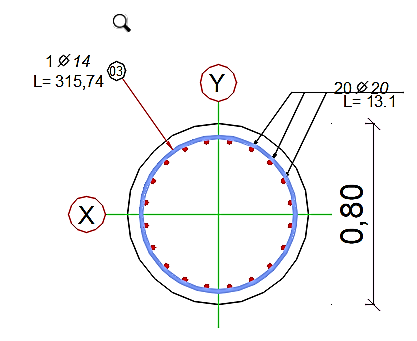 1 Ø 14
L= 315,74
03
Y
20 Ø 20
L= 13.1
X
0,80